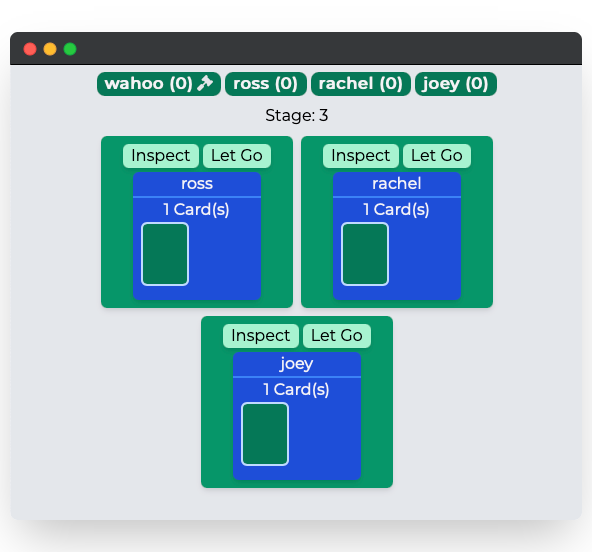 wahoo (0) ross (0) rachel (0) joey (0)
Stage: 3
Inspect Let Go Inspect Let Go
ross rachel
1 Card(s) 1 Card(s)
Inspect Let Go
joey
1 Card(s)